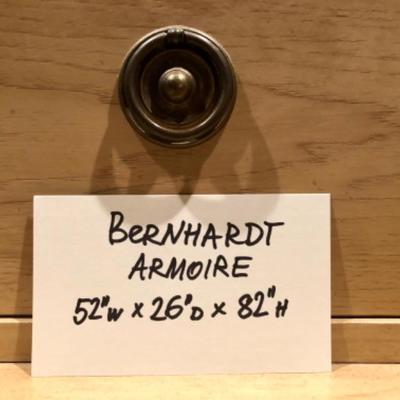 BERNHARDT
ARMOIRE
52"W x 26"D x 82"H